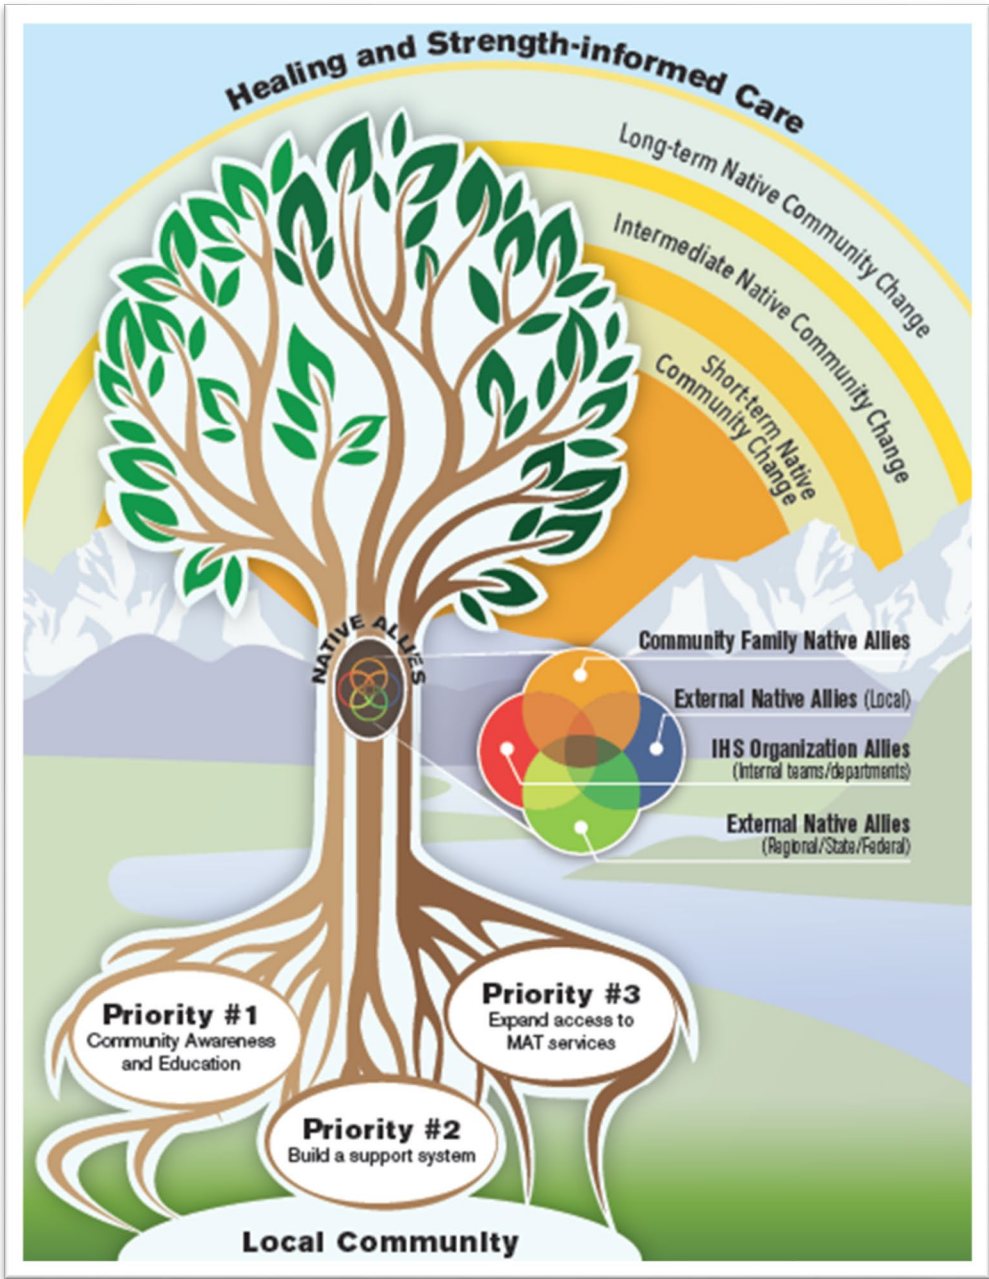 Healing and Strength-informed Care
Long-term Native Community Change
Intermediate Native Community Change
Short-term Native
Community Change
NATIVE ALLIES
Community Family Native Allies
External Native Allies (Local)
IHS Organization Allies
(Internal teams/departments)
External Native Allies
(Regional/State/Federal)
Priority #1
Community Awareness
and Education
Priority #3
Expand access to
MAT services
Priority #2
Build a support system
Local Community